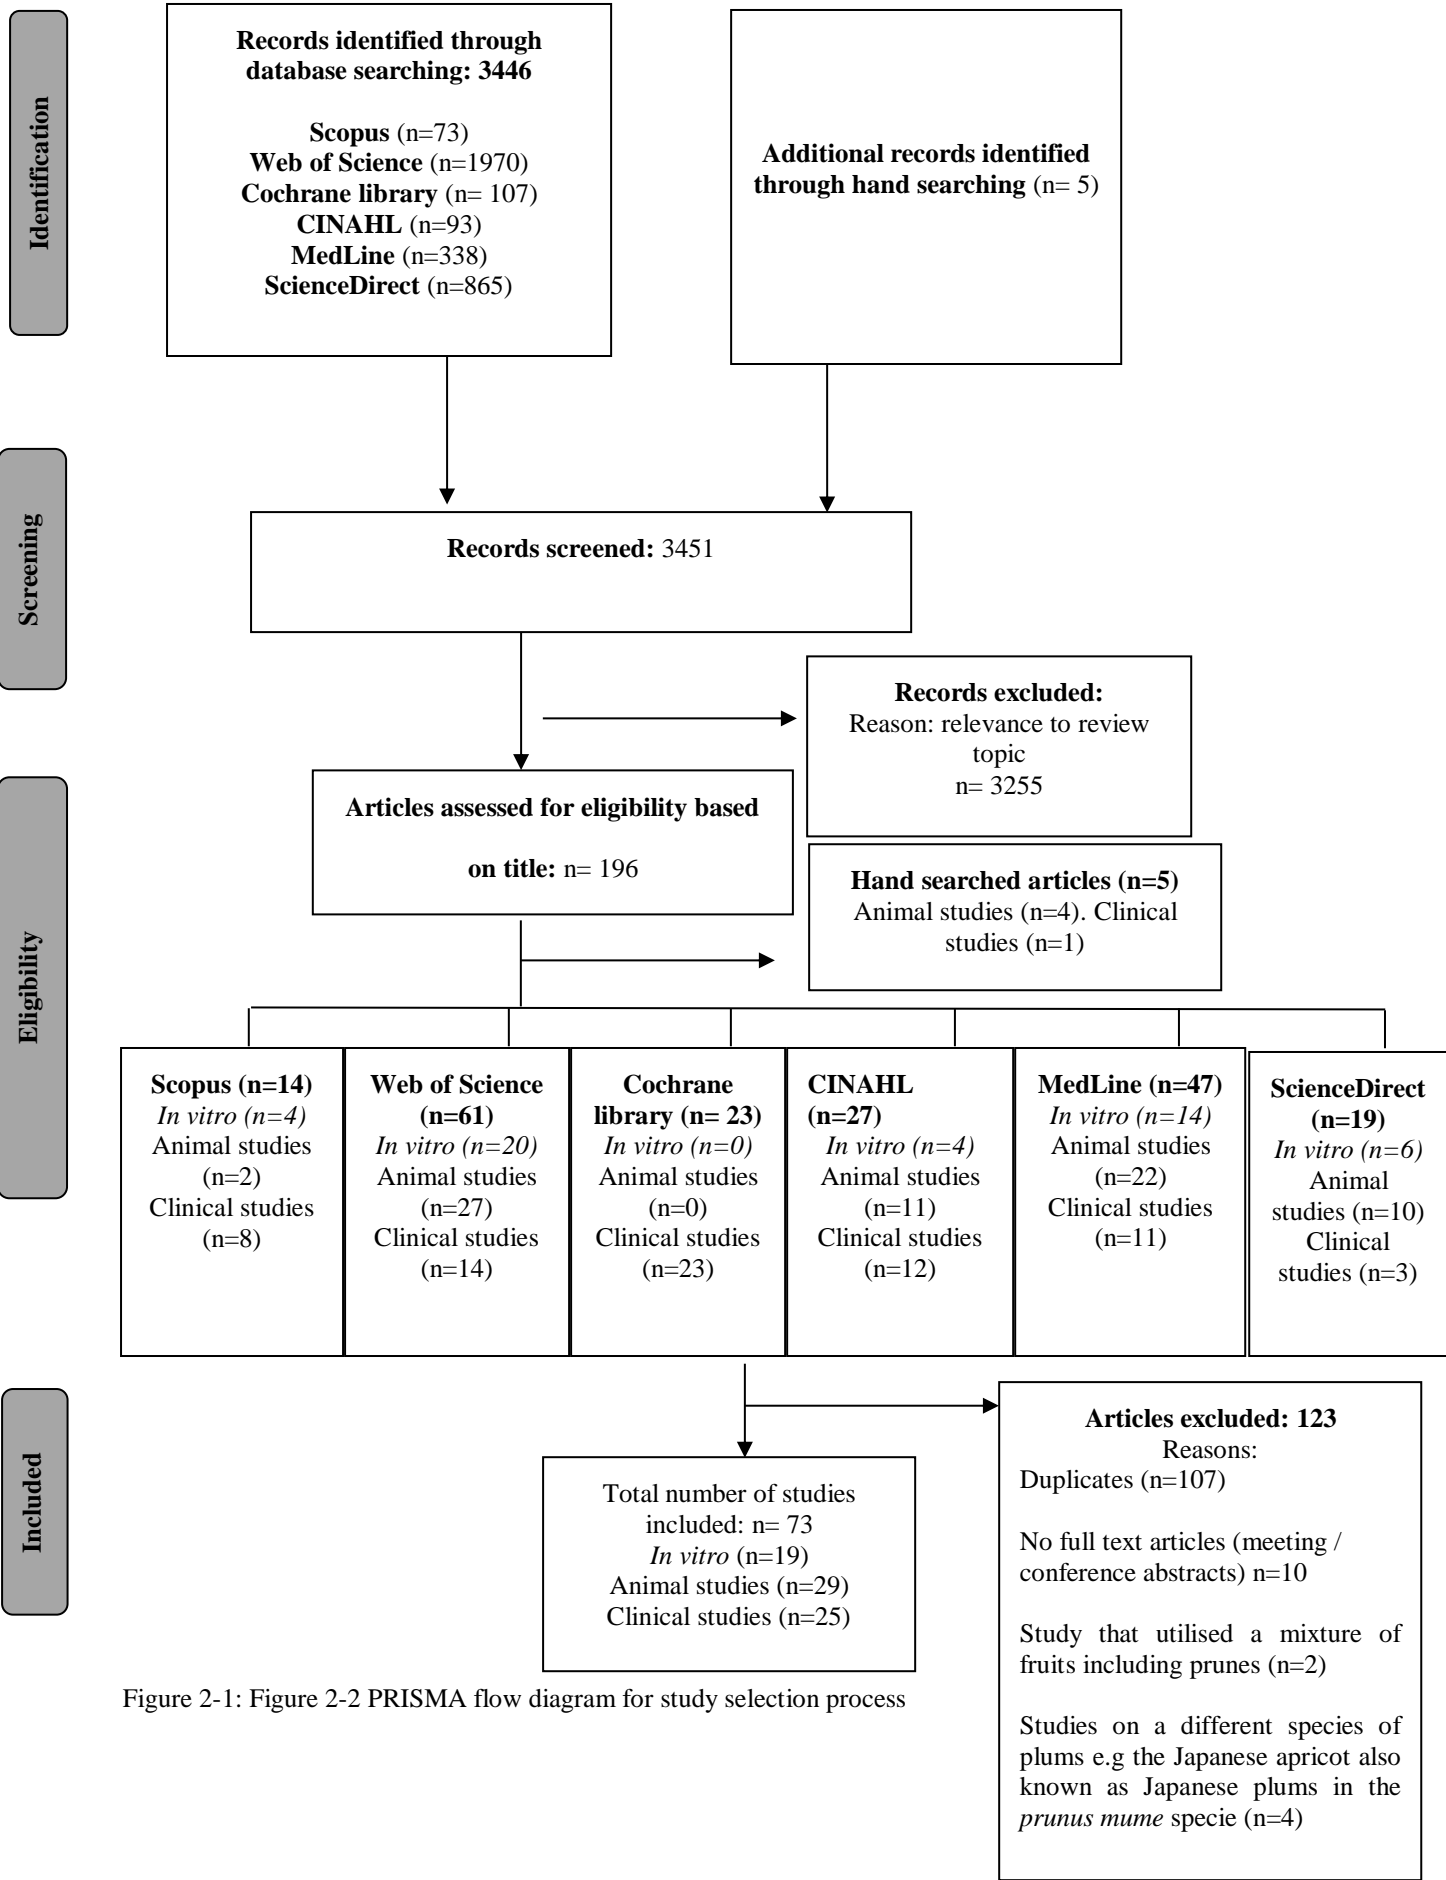 Identification
Records identified through
database searching: 3446
Scopus (n=73)
Web of Science (n=1970)
Cochrane library (n= 107)
CINAHL (n=93)
MedLine (n=338)
ScienceDirect (n=865)
Additional records identified
through hand searching (n= 5)
Screening
Records screened: 3451
Records excluded:
Reason: relevance to review
topic
n= 3255
Eligibility
Articles assessed for eligibility based
on title: n= 196
Hand searched articles (n=5)
Animal studies (n=4). Clinical
studies (n=1)
Scopus (n=14)
In vitro (n=4)
Animal studies
(n=2)
Clinical studies
(n=8)
Web of Science
(n=61)
In vitro (n=20)
Animal studies
(n=27)
Clinical studies
(n=14)
Cochrane
library (n= 23)
In vitro (n=0)
Animal studies
(n=0)
Clinical studies
(n=23)
CINAHL
(n=27)
In vitro (n=4)
Animal studies
(n=11)
Clinical studies
(n=12)
MedLine (n=47)
In vitro (n=14)
Animal studies
(n=22)
Clinical studies
(n=11)
ScienceDirect
(n=19)
In vitro (n=6)
Animal
studies (n=10)
Clinical
studies (n=3)
Included
Total number of studies
included: n= 73
In vitro (n=19)
Animal studies (n=29)
Clinical studies (n=25)
Articles excluded: 123
Reasons:
Duplicates (n=107)
No full text articles (meeting /
conference abstracts) n=10
Study that utilised a mixture of
fruits including prunes (n=2)
Studies on a different species of
plums e.g the Japanese apricot also
known as Japanese plums in the
prunus mume specie (n=4)
Figure 2-1: Figure 2-2 PRISMA flow diagram for study selection process